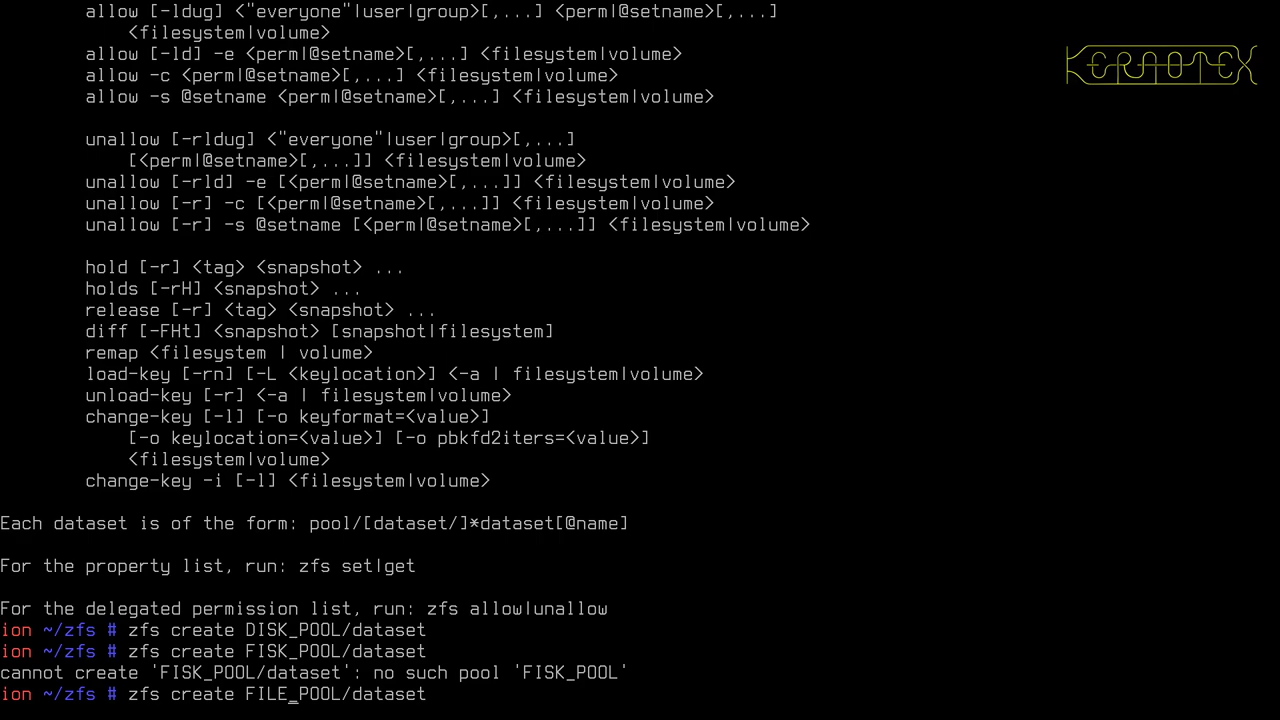 allow [-ldug] <"everyone"|user|group>[,...] <perm|@setname>[,...]
<filesystem|volume>
allow [-ld] -e <perm|@setname>[,...] <filesystem|volume>
allow -c <perm|@setname>[,...] <filesystem|volume>
allow -s @setname <perm|@setname>[,...] <filesystem|volume>
KERNOTEX
unallow [-rldug] <"everyone"|user|group>[,...]
[<perm|@setname>[,...]] <filesystem|volume>
unallow [-rld] -e [<perm|@setname>[,...]] <filesystem|volume>
unallow [-r] -c [<perm|@setname>[,...]] <filesystem|volume>
unallow [-r] -s @setname [<perm|@setname>[,...]] <filesystem|volume>
hold [-r] <tag> <snapshot> ...
holds [-rH] <snapshot> ...
release [-r] <tag> <snapshot> ...
diff [-FHt] <snapshot> [snapshot|filesystem]
remap <filesystem | volume>
load-key [-rn] [-L <keylocation>] <-a | filesystem|volume>
unload-key [-r] <-a | filesystem|volume>
change-key [-l] [-o keyformat=<value>]
[-o keylocation=<value>] [-o pbkfd2iters=<value>]
<filesystem|volume>
change-key -i [-l] <filesystem|volume>
Each dataset is of the form: pool/[dataset/]*dataset[@name]
For the property list, run: zfs set|get
For the delegated permission list, run: zfs allow|unallow
ion ~/zfs # zfs create DISK_POOL/dataset
ion ~/zfs # zfs create FISK_POOL/dataset
cannot create 'FISK_POOL/dataset': no such pool 'FISK_POOL'
ion ~/zfs # zfs create FILE_POOL/dataset